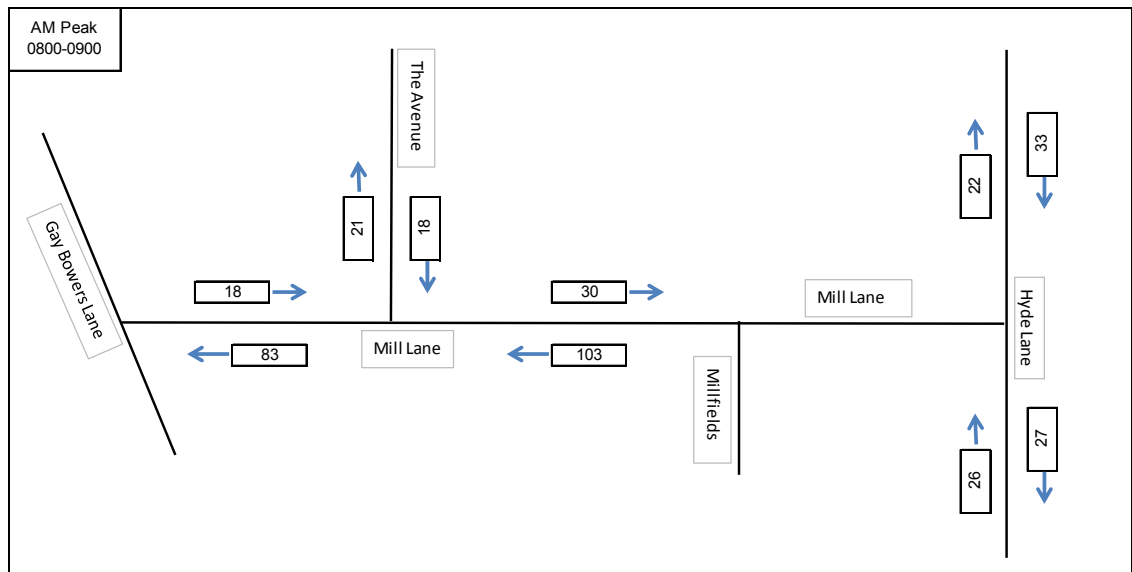 AM Peak
0800-0900
The Avenue
33
22
21
18
Gay Bowers Lane
18
30
Mill Lane
Hyde Lane
83
Mill Lane
103
Millfields
27
26